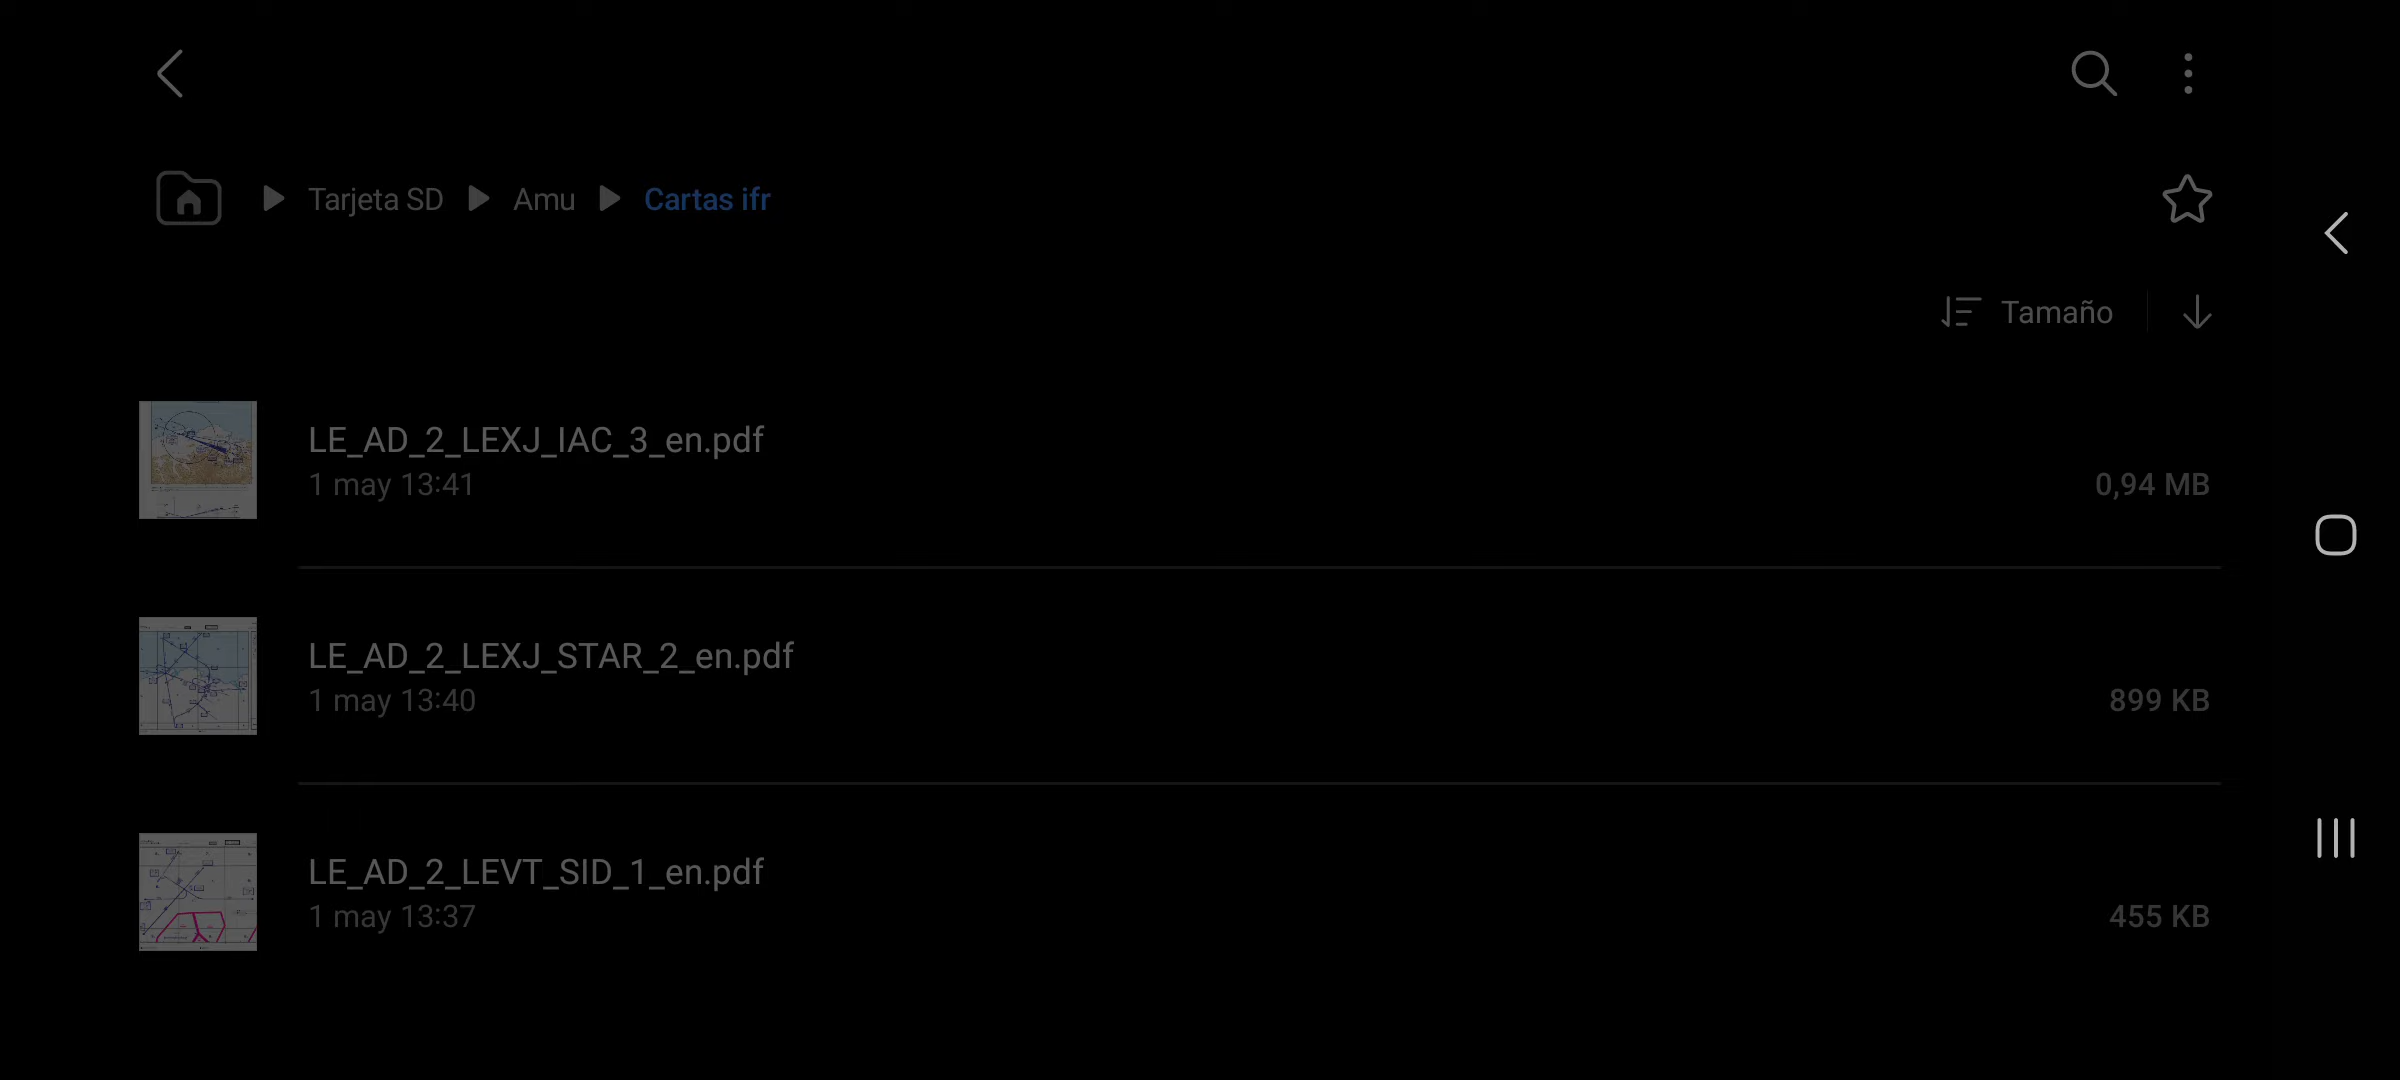 Tarjeta SD Amu Cartas ifr
Tamaño
LE_AD_2_LEXJ_IAC_3_en.pdf
1 may 13:41
0,94 MB
LE_AD_2_LEXJ_STAR_2_en.pdf
1 may 13:40
899 KB
LE_AD_2_LEVT_SID_1_en.pdf
1 may 13:37
455 KB